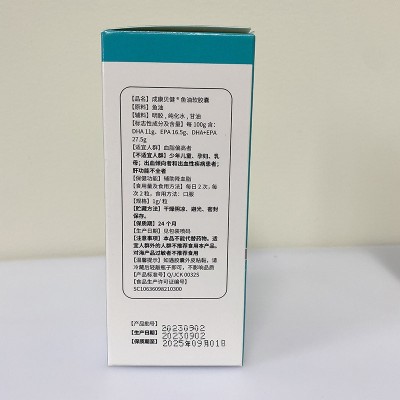 【品名】成康贝健®鱼油软胶囊
【原料】鱼油
【辅料】明胶，纯化水，甘油
【标志性成分及含量】每 100g 含：
DHA 11g、EPA 16.5g、DHA+EPA
27.5g
【适宜人群】血脂偏高者
【不适宜人群】少年儿童、孕妇、乳
母；出血倾向者和出血性疾病患者；
肝功能不全者
【保健功能】辅助降血脂
【食用量及食用方法】每日 2 次，每
次 2 粒，食用方法：口服
【规格】1g/粒
【贮藏方法】干燥阴凉、避光、密封
保存。
【保质期】24 个月
【生产日期】见包装喷码
【注意事项】本品不能代替药物。适
宜人群外的人群不推荐食用本产品，
对海产品过敏者不推荐食用
【温馨提示】如遇胶囊外皮粘黏，请
冷藏后轻敲瓶子即可，不影响品质
【产品标准号】Q/JCK 0032S
【食品生产许可证编号】
SC10636098210300
【产品批号】 20230902
【生产日期】 20230902
【保质期至】 2025年09月01日